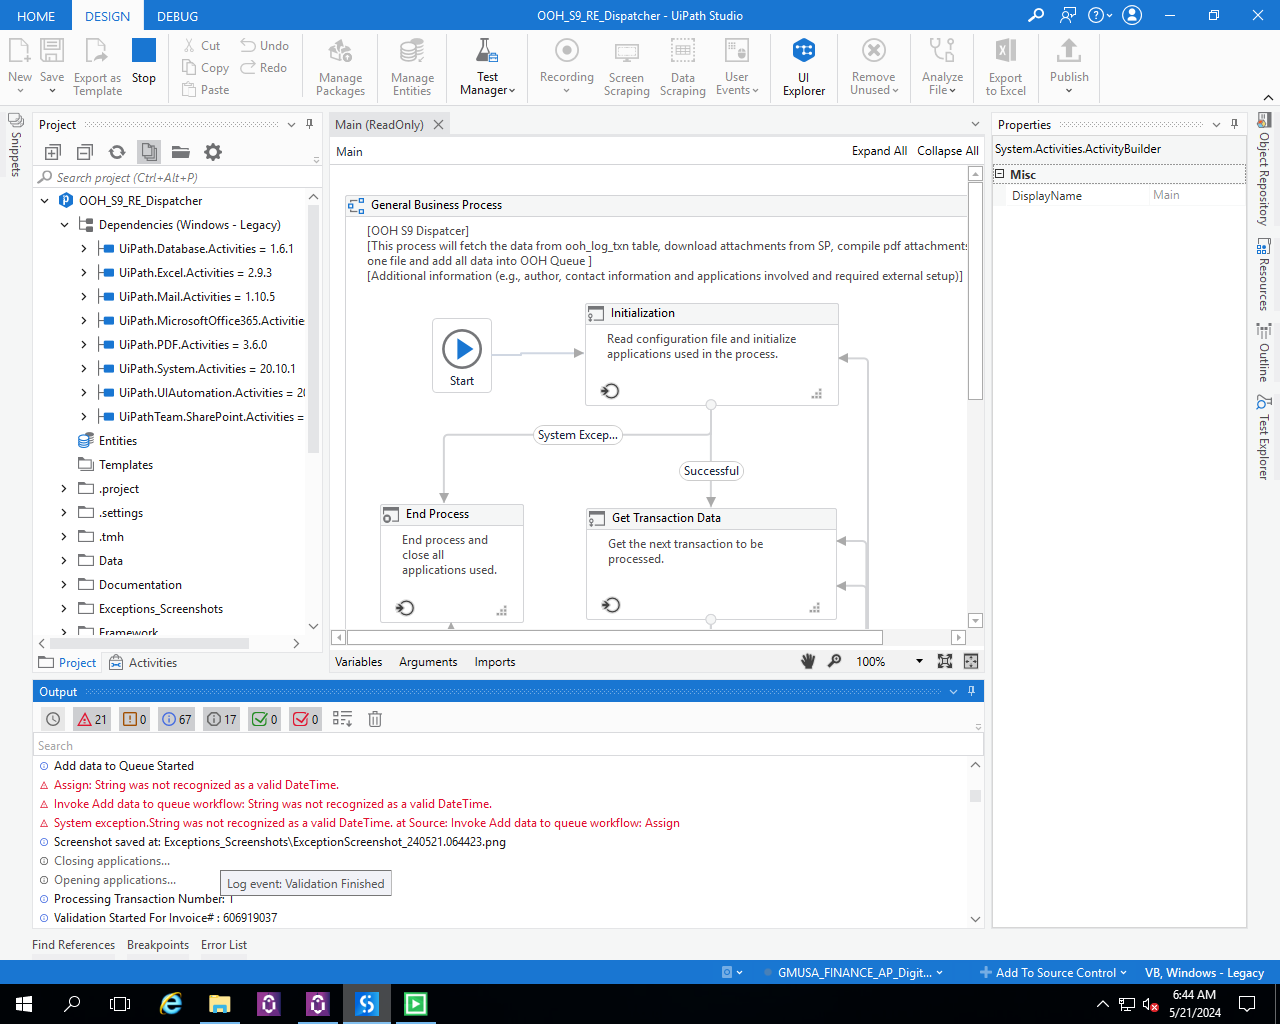 HOME DESIGN DEBUG OOH_S9_RE_Dispatcher - UiPath Studio
New Save Export as Template Stop
Cut Undo
Copy Redo
Paste
Manage Packages
Manage Entities
Test Manager
Recording
Screen Scraping
Data Scraping
User Events
UI Explorer
Remove Unused
Analyze File
Export to Excel
Publish
Snippets
Project
Search project (Ctrl+Alt+P)
OOH_S9_RE_Dispatcher
Dependencies (Windows - Legacy)
UiPath.Database.Activities = 1.6.1
UiPath.Excel.Activities = 2.9.3
UiPath.Mail.Activities = 1.10.5
UiPath.MicrosoftOffice365.Activitie
UiPath.PDF.Activities = 3.6.0
UiPath.System.Activities = 20.10.1
UiPath.UIAutomation.Activities = 20
UiPathTeam.SharePoint.Activities =
Entities
Templates
.project
.settings
.tmh
Data
Documentation
Exceptions_Screenshots
Framework
Project Activities
Main (ReadOnly)
Main Expand All Collapse All
General Business Process
[OOH S9 Dispatcer]
[This process will fetch the data from ooh_log_txn table, download attachments from SP, compile pdf attachments
one file and add all data into OOH Queue ]
[Additional information (e.g., author, contact information and applications involved and required external setup)]
Start
Initialization
Read configuration file and initialize
applications used in the process.
System Excep...
Successful
End Process
End process and
close all
applications used.
Get Transaction Data
Get the next transaction to be
processed.
Variables Arguments Imports 100%
Properties
System.Activities.ActivityBuilder
Misc
DisplayName Main
Object Repository
Resources
Outline
Test Explorer
Output
21 0 67 17 0 0
Search
Add data to Queue Started
Assign: String was not recognized as a valid DateTime.
Invoke Add data to queue workflow: String was not recognized as a valid DateTime.
System exception.String was not recognized as a valid DateTime. at Source: Invoke Add data to queue workflow: Assign
Screenshot saved at: Exceptions_Screenshots\ExceptionScreenshot_240521.064423.png
Closing applications...
Opening applications...
Log event: Validation Finished
Processing Transaction Number: 1
Validation Started For Invoice# : 606919037
Find References Breakpoints Error List
GMUSA_FINANCE_AP_Digit... Add To Source Control VB, Windows - Legacy
6:44 AM
5/21/2024